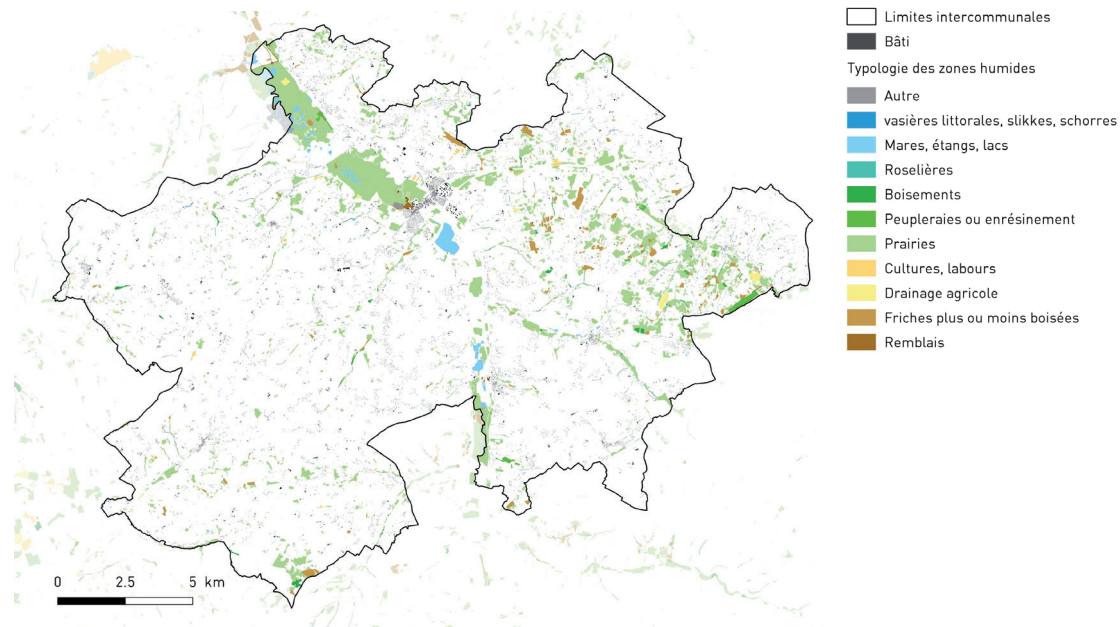 Limites intercommunales
Bâti
Typologie des zones humides
Autre
vasières littorales, slikkes, schorres
Mares, étangs, lacs
Roselières
Boisements
Peupleraies ou enrésinement
Prairies
Cultures, labours
Drainage agricole
Friches plus ou moins boisées
Remblais
0 2.5 5 km